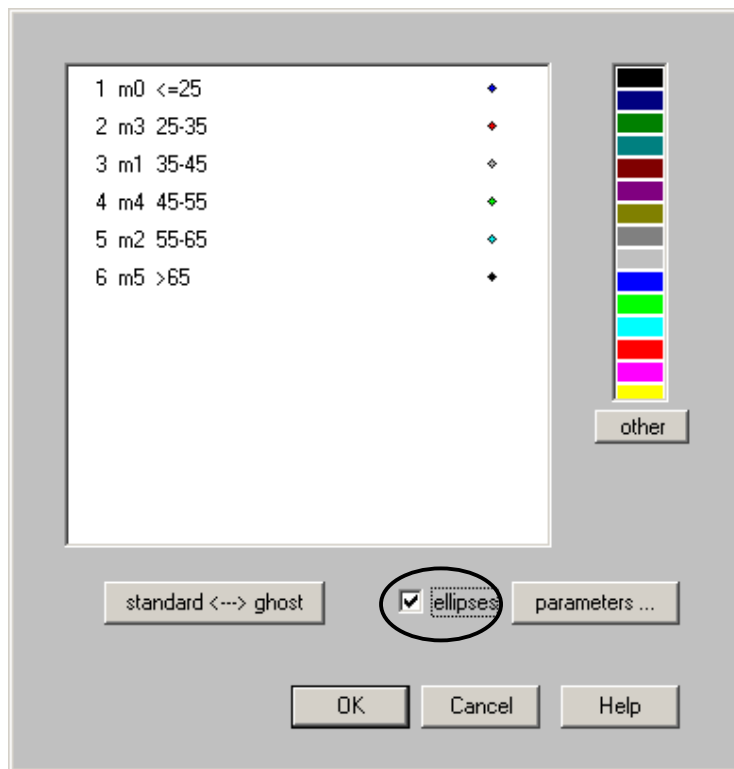 1 m0 <=25
2 m3 25-35
3 m1 35-45
4 m4 45-55
5 m2 55-65
6 m5 >65
other
standard <---> ghost
ellipses
parameters ...
OK
Cancel
Help